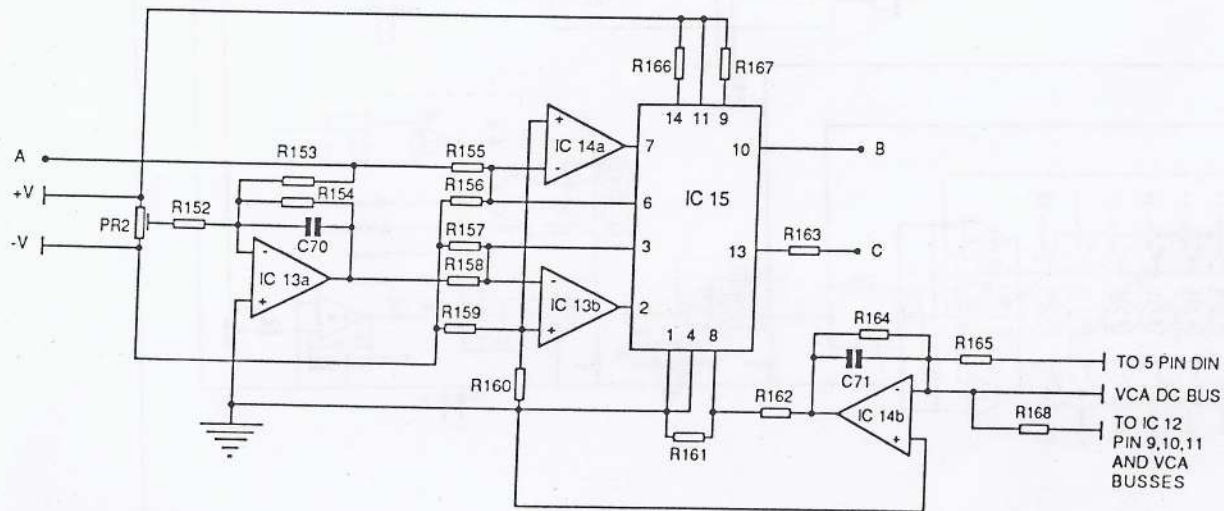 R166
R167
14
11
9
IC 14a
+
-
7
10
B
A
R153
R155
R154
R156
6
IC 15
+V
PR2
R152
C70
-V
R157
3
13
R163
C
-
IC 13a
+
R158
-
IC 13b
+
2
R159
1
4
8
R164
R165
TO 5 PIN DIN
C71
R160
R162
IC 14b
-
+
VCA DC BUS
R168
TO IC 12
PIN 9,10,11
AND VCA
BUSSES
R161